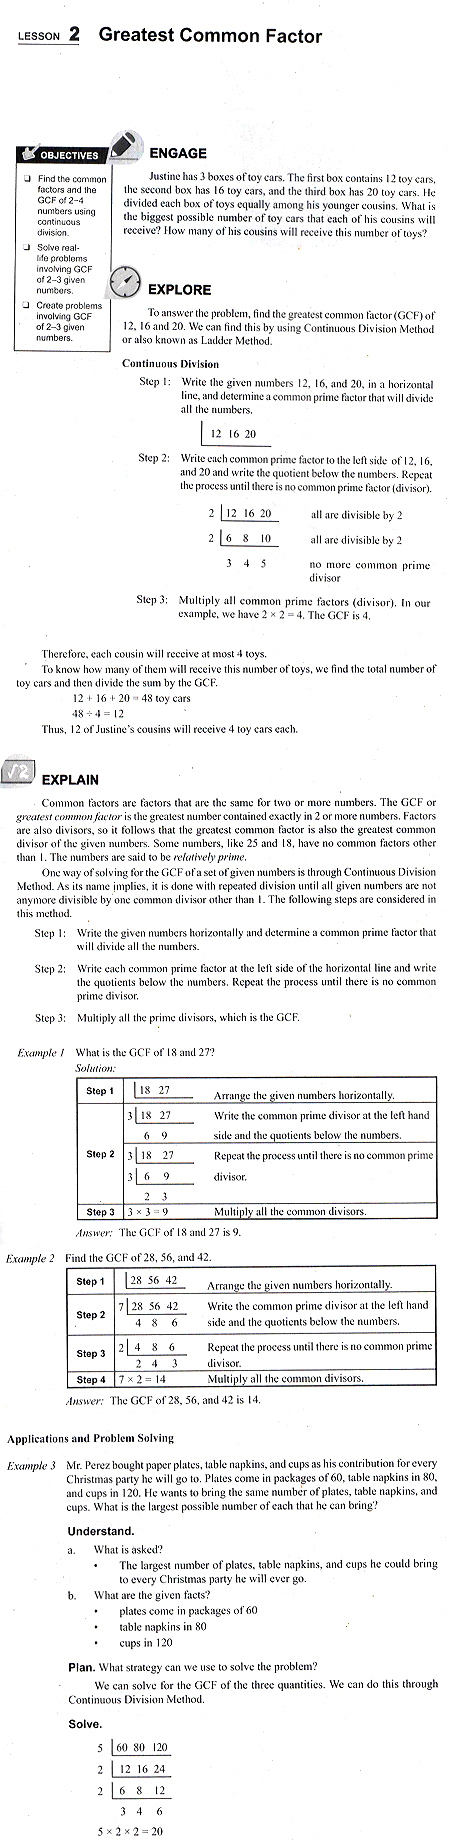 LESSON 2 Greatest Common Factor
OBJECTIVES
❑ Find the common
factors and the
GCF of 2–4
numbers using
continuous
division.
❑ Solve real-
life problems
involving GCF
of 2–3 given
numbers.
❑ Create problems
involving GCF
of 2–3 given
numbers.
ENGAGE
Justine has 3 boxes of toy cars. The first box contains 12 toy cars,
the second box has 16 toy cars, and the third box has 20 toy cars. He
divided each box of toys equally among his younger cousins. What is
the biggest possible number of toy cars that each of his cousins will
receive? How many of his cousins will receive this number of toys?
EXPLORE
To answer the problem, find the greatest common factor (GCF) of
12, 16 and 20. We can find this by using Continuous Division Method
or also known as Ladder Method.
Continuous Division
Step 1: Write the given numbers 12, 16, and 20, in a horizontal
line, and determine a common prime factor that will divide
all the numbers.
12 16 20
Step 2: Write each common prime factor to the left side of 12, 16,
and 20 and write the quotient below the numbers. Repeat
the process until there is no common prime factor (divisor).
2 12 16 20 all are divisible by 2
2 6 8 10 all are divisible by 2
3 4 5 no more common prime
divisor
Step 3: Multiply all common prime factors (divisor). In our
example, we have 2 × 2 = 4. The GCF is 4.
Therefore, each cousin will receive at most 4 toys.
To know how many of them will receive this number of toys, we find the total number of
toy cars and then divide the sum by the GCF.
12 + 16 + 20 = 48 toy cars
48 ÷ 4 = 12
Thus, 12 of Justine's cousins will receive 4 toy cars each.
√2
EXPLAIN
Common factors are factors that are the same for two or more numbers. The GCF or
greatest common factor is the greatest number contained exactly in 2 or more numbers. Factors
are also divisors, so it follows that the greatest common factor is also the greatest common
divisor of the given numbers. Some numbers, like 25 and 18, have no common factors other
than 1. The numbers are said to be relatively prime.
One way of solving for the GCF of a set of given numbers is through Continuous Division
Method. As its name implies, it is done with repeated division until all given numbers are not
anymore divisible by one common divisor other than 1. The following steps are considered in
this method.
Step 1: Write the given numbers horizontally and determine a common prime factor that
will divide all the numbers.
Step 2: Write each common prime factor at the left side of the horizontal line and write
the quotients below the numbers. Repeat the process until there is no common
prime divisor.
Step 3: Multiply all the prime divisors, which is the GCF.
Example 1 What is the GCF of 18 and 27?
Solution:
Step 1 18 27 Arrange the given numbers horizontally.
3 18 27 Write the common prime divisor at the left hand
6 9 side and the quotients below the numbers.
Step 2 3 18 27 Repeat the process until there is no common prime
3 6 9 divisor.
2 3
Step 3 3 × 3 = 9 Multiply all the common divisors.
Answer: The GCF of 18 and 27 is 9.
Example 2 Find the GCF of 28, 56, and 42.
Step 1 28 56 42 Arrange the given numbers horizontally.
Step 2 7 28 56 42 Write the common prime divisor at the left hand
4 8 6 side and the quotients below the numbers.
Step 3 2 4 8 6 Repeat the process until there is no common prime
2 4 3 divisor.
Step 4 7 × 2 = 14 Multiply all the common divisors.
Answer: The GCF of 28, 56, and 42 is 14.
Applications and Problem Solving
Example 3 Mr. Perez bought paper plates, table napkins, and cups as his contribution for every
Christmas party he will go to. Plates come in packages of 60, table napkins in 80,
and cups in 120. He wants to bring the same number of plates, table napkins, and
cups. What is the largest possible number of each that he can bring?
Understand.
a. What is asked?
• The largest number of plates, table napkins, and cups he could bring
to every Christmas party he will ever go.
b. What are the given facts?
• plates come in packages of 60
• table napkins in 80
• cups in 120
Plan. What strategy can we use to solve the problem?
We can solve for the GCF of the three quantities. We can do this through
Continuous Division Method.
Solve.
5 60 80 120
2 12 16 24
2 6 8 12
3 4 6
5 × 2 × 2 = 20